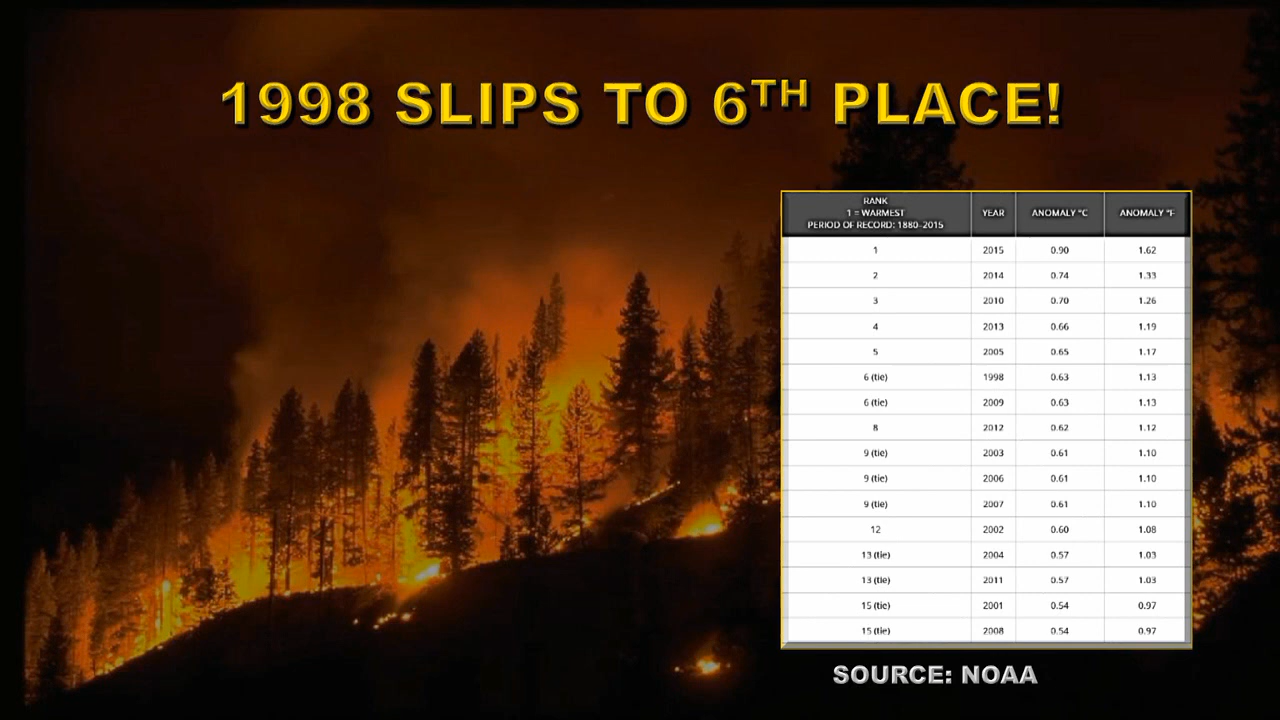 1998 SLIPS TO 6TH PLACE!
RANK
1 = WARMEST
PERIOD OF RECORD: 1880–2015 YEAR ANOMALY °C ANOMALY °F
1 2015 0.90 1.62
2 2014 0.74 1.33
3 2010 0.70 1.26
4 2013 0.66 1.19
5 2005 0.65 1.17
6 (tie) 1998 0.63 1.13
6 (tie) 2009 0.63 1.13
8 2012 0.62 1.12
9 (tie) 2003 0.61 1.10
9 (tie) 2006 0.61 1.10
9 (tie) 2007 0.61 1.10
12 2002 0.60 1.08
13 (tie) 2004 0.57 1.03
13 (tie) 2011 0.57 1.03
15 (tie) 2001 0.54 0.97
15 (tie) 2008 0.54 0.97
SOURCE: NOAA